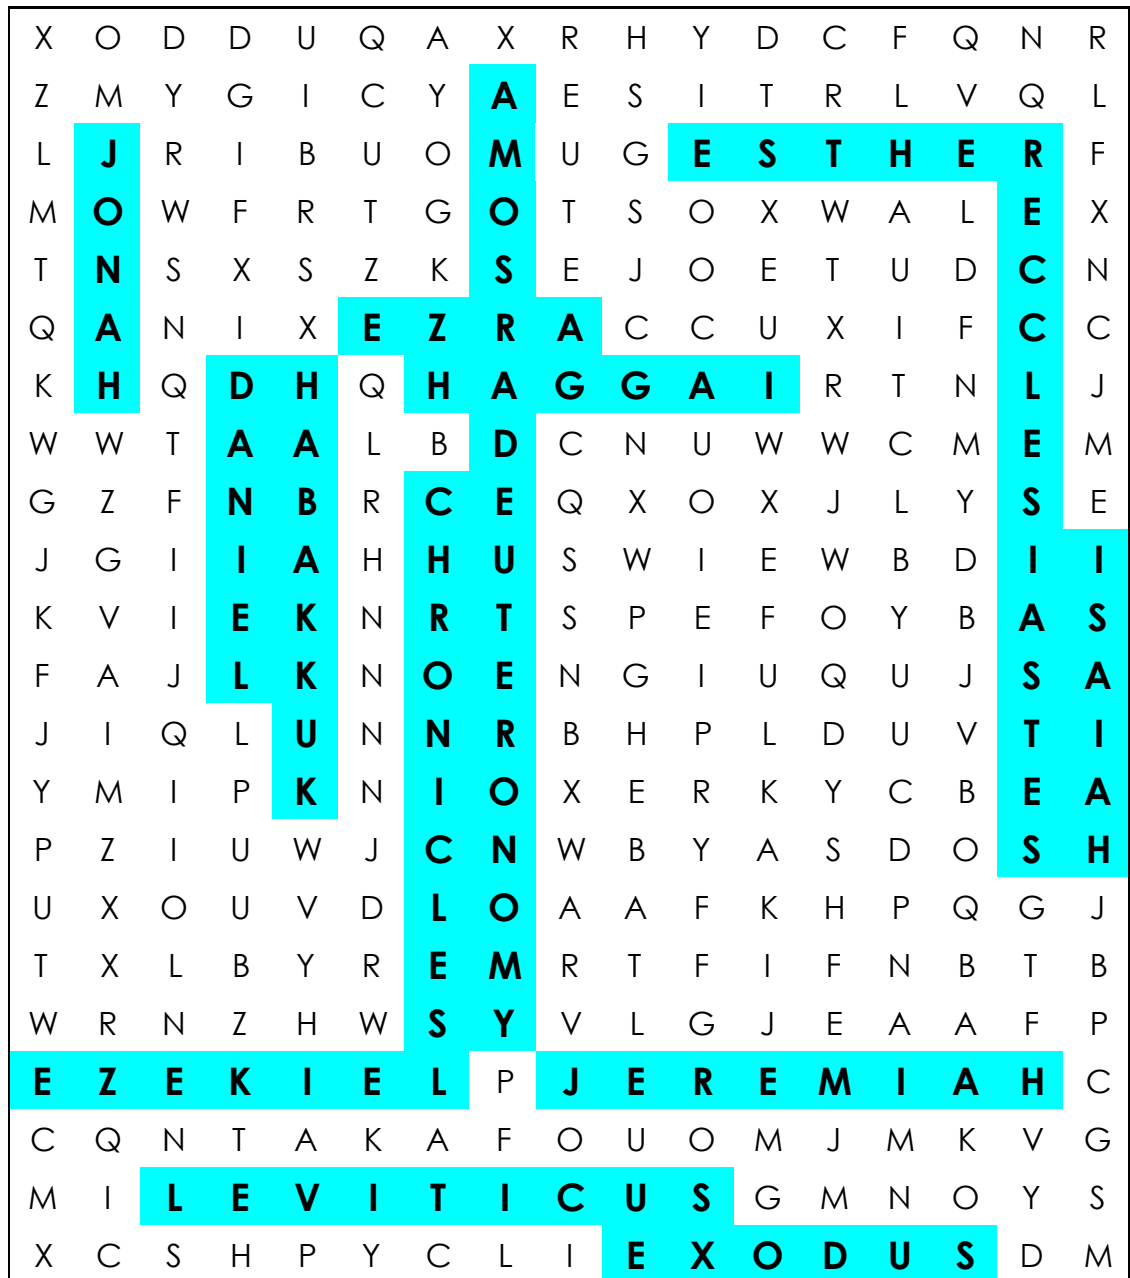 X O D D U Q A X R H Y D C F Q N R
Z M Y G I C Y A E S I T R L V Q L
L J R I B U O M U G E S T H E R F
M O W F R T G O T S O X W A L E X
T N S X S Z K S E J O E T U D C N
Q A N I X E Z R A C C U X I F C C
K H Q D H Q H A G G A I R T N L J
W W T A A L B D C N U W W C M E M
G Z F N B R C E Q X O X J L Y S E
J G I I A H H U S W I E W B D I I
K V I E K N R T S P E F O Y B A S
F A J L K N O E N G I U Q U J S A
J I Q L U N N R B H P L D U V T I
Y M I P K N I O X E R K Y C B E A
P Z I U W J C N W B Y A S D O S H
U X O U V D L O A A F K H P Q G J
T X L B Y R E M R T F I F N B T B
W R N Z H W S Y V L G J E A A F P
E Z E K I E L P J E R E M I A H C
C Q N T A K A F O U O M J M K V G
M I L E V I T I C U S G M N O Y S
X C S H P Y C L I E X O D U S D M